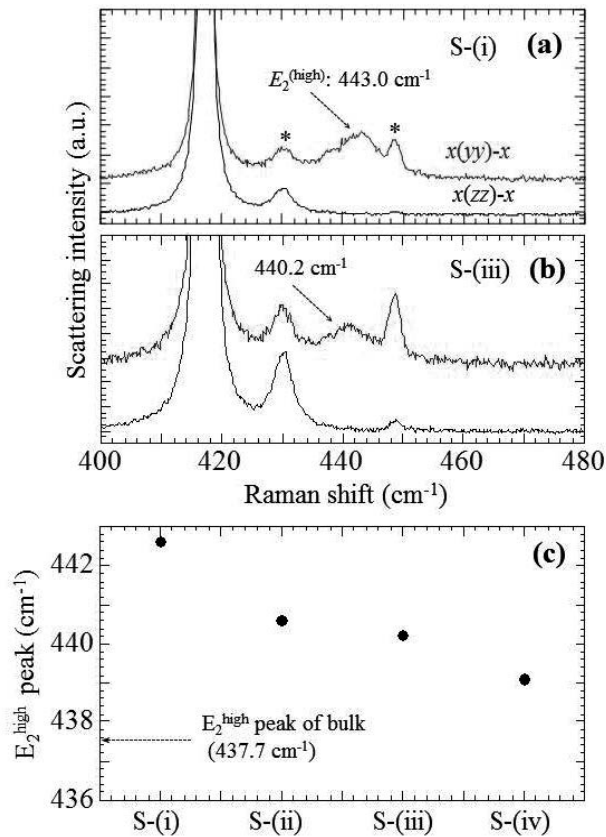 S-(i) (a)
E₂⁽ʰⁱᵍʰ⁾: 443.0 cm⁻¹
* *
x(yy)-x
x(zz)-x
S-(iii) (b)
440.2 cm⁻¹
Scattering intensity (a.u.)
400 420 440 460 480
Raman shift (cm⁻¹)
(c)
442
440
438
436
E₂ʰⁱᵍʰ peak (cm⁻¹)
E₂ʰⁱᵍʰ peak of bulk
(437.7 cm⁻¹)
S-(i) S-(ii) S-(iii) S-(iv)